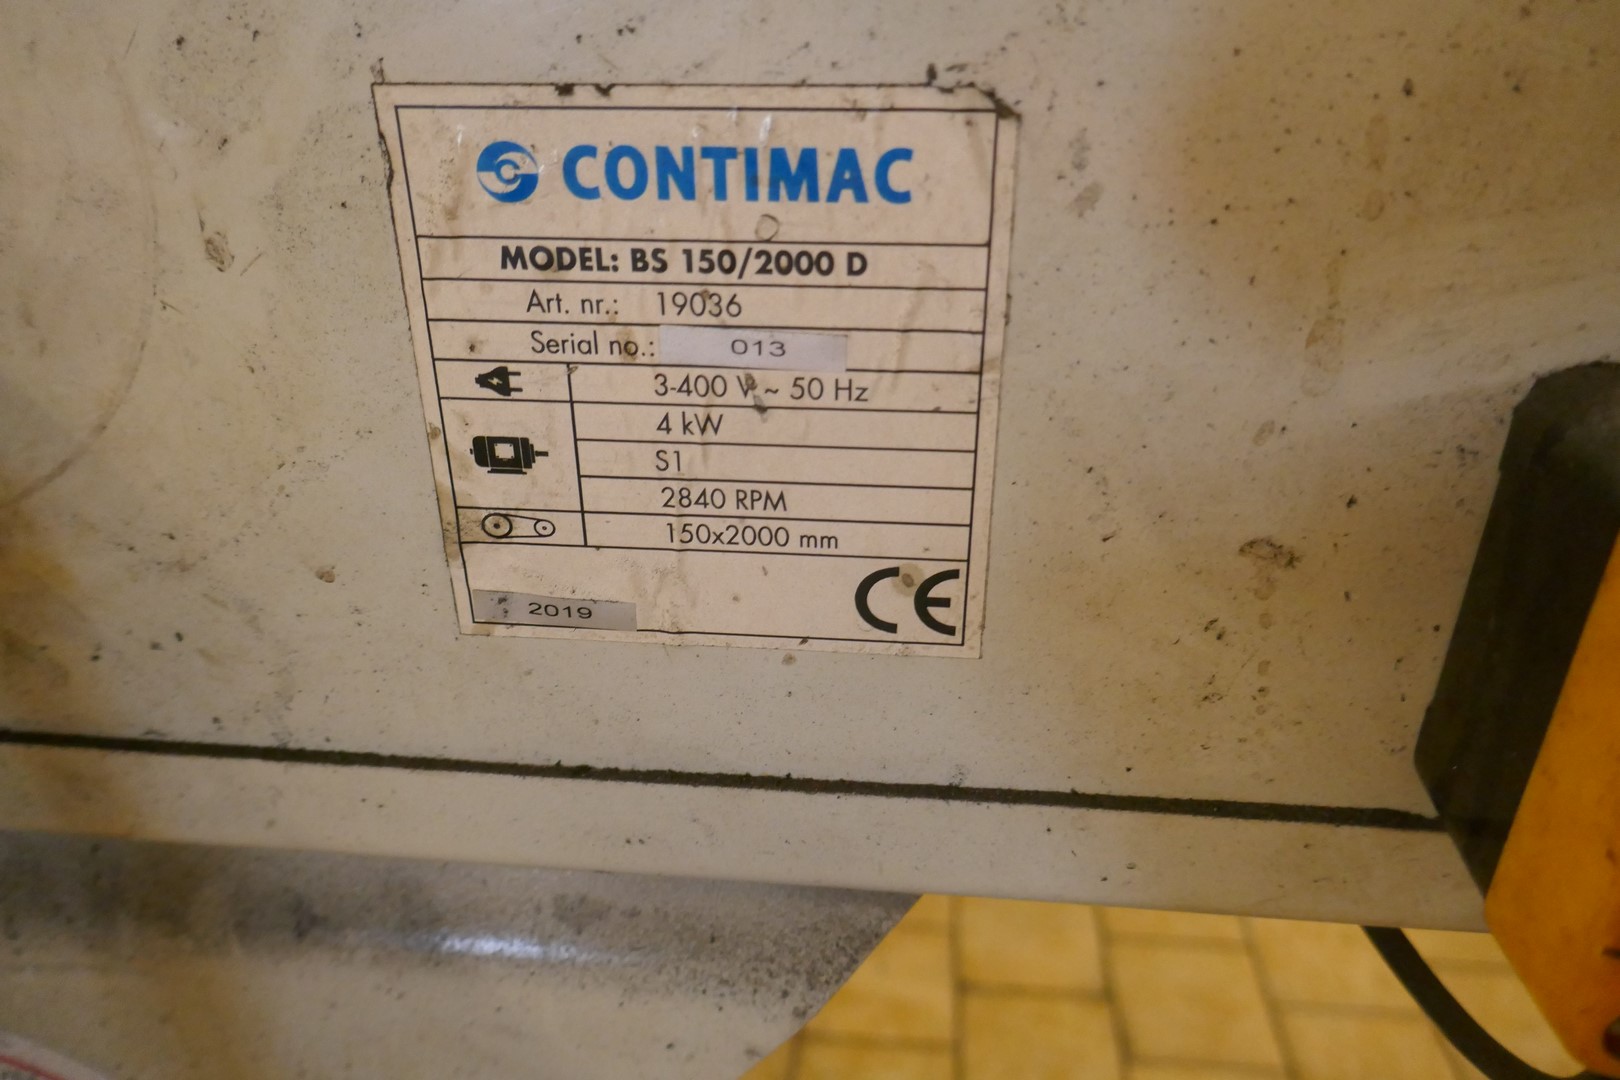 CONTIMAC
MODEL: BS 150/2000 D
Art. nr.: 19036
Serial no.: 013
3-400 V ~ 50 Hz
4 kW
S1
2840 RPM
150x2000 mm
2019
CE